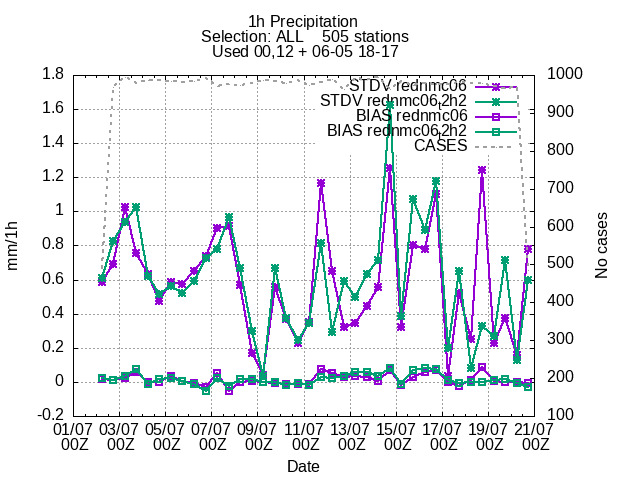 1h Precipitation
Selection: ALL 505 stations
Used 00,12 + 06-05 18-17
mm/1h
1.8
1.6
1.4
1.2
1
0.8
0.6
0.4
0.2
0
-0.2
STDV rednmc06
STDV rednmc06,2h2
BIAS rednmc06
BIAS rednmc06,2h2
CASES
1000
900
800
700
600
500
400
300
200
100
No cases
01/07 03/07 05/07 07/07 09/07 11/07 13/07 15/07 17/07 19/07 21/07
00Z 00Z 00Z 00Z 00Z 00Z 00Z 00Z 00Z 00Z 00Z
Date